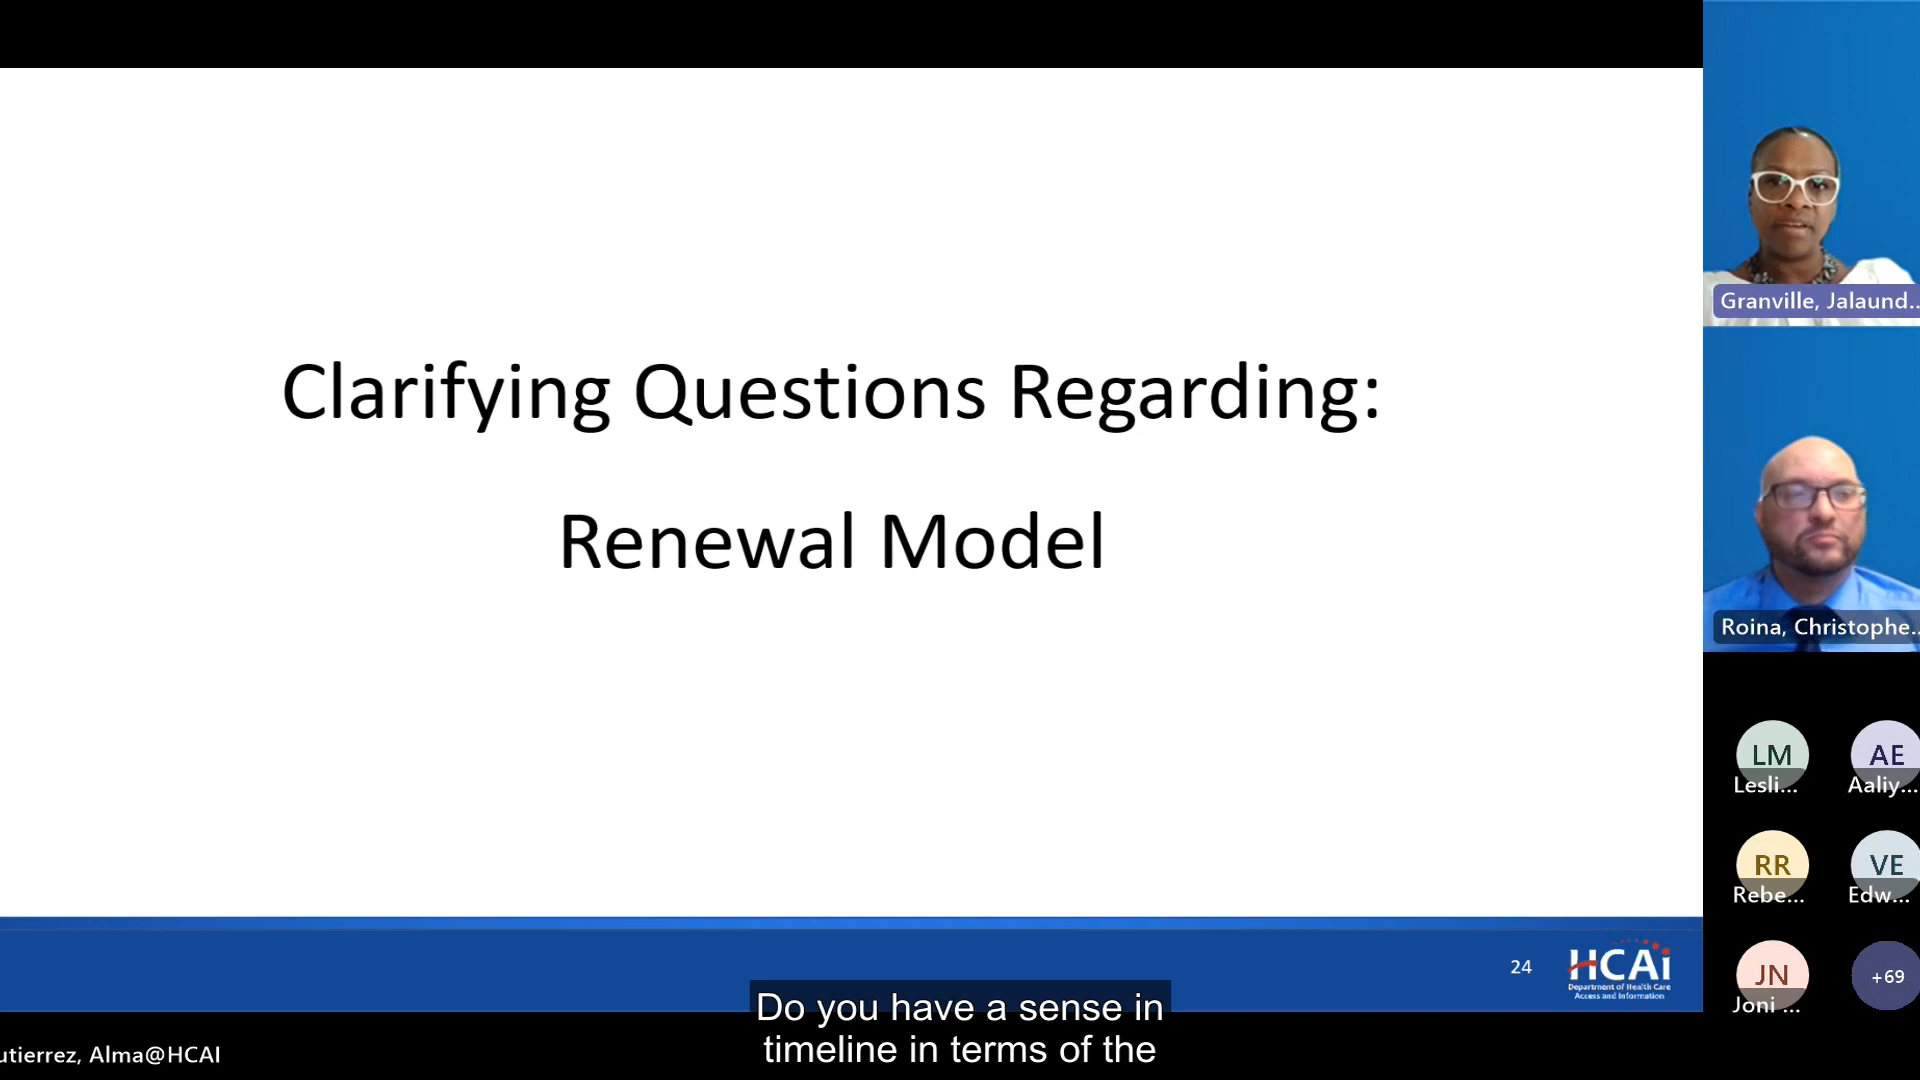 Clarifying Questions Regarding:
Renewal Model
24
HCAi
Department of Health Care
Access and Information
Granville, Jalaund...
Roina, Christophe...
LM
Lesli...
AE
Aaliy...
RR
Rebe...
VE
Edw...
JN
Joni ...
+69
utierrez, Alma@HCAI
Do you have a sense in
timeline in terms of the